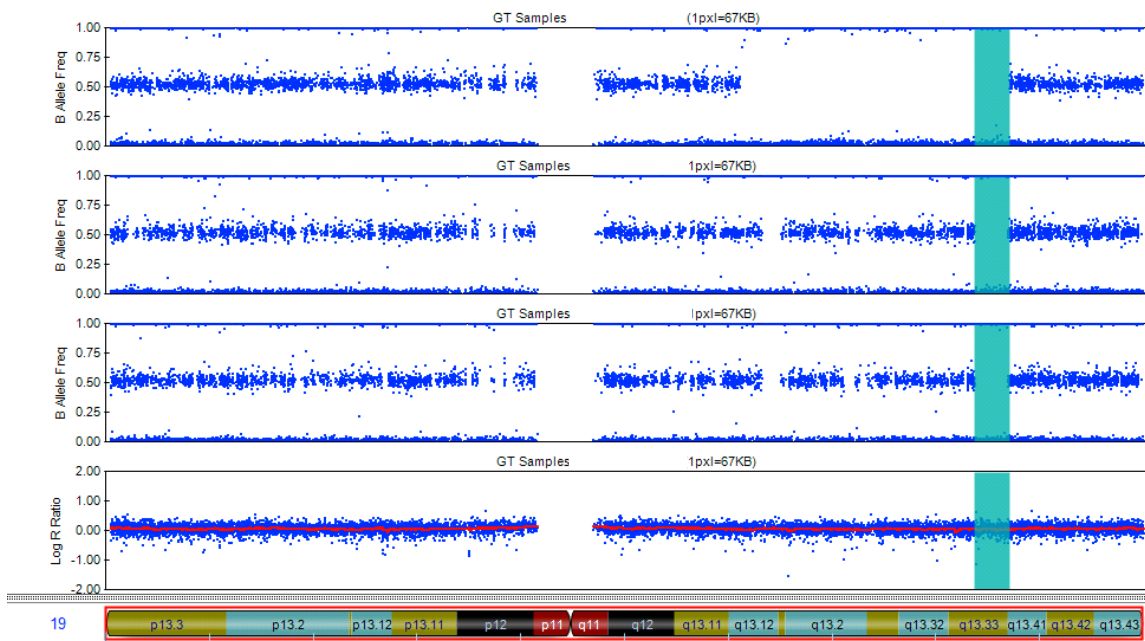 GT Samples (1pxl=67KB)
1.00
0.75
0.50
0.25
0.00
B Allele Freq
GT Samples 1pxl=67KB)
1.00
0.75
0.50
0.25
0.00
B Allele Freq
GT Samples lpxl=67KB)
1.00
0.75
0.50
0.25
0.00
B Allele Freq
GT Samples 1pxl=67KB)
2.00
1.00
0.00
-1.00
-2.00
Log R Ratio
19 p13.3 p13.2 p13.12 p13.11 p12 p11 q11 q12 q13.11 q13.12 q13.2 q13.32 q13.33 q13.41 q13.42 q13.43